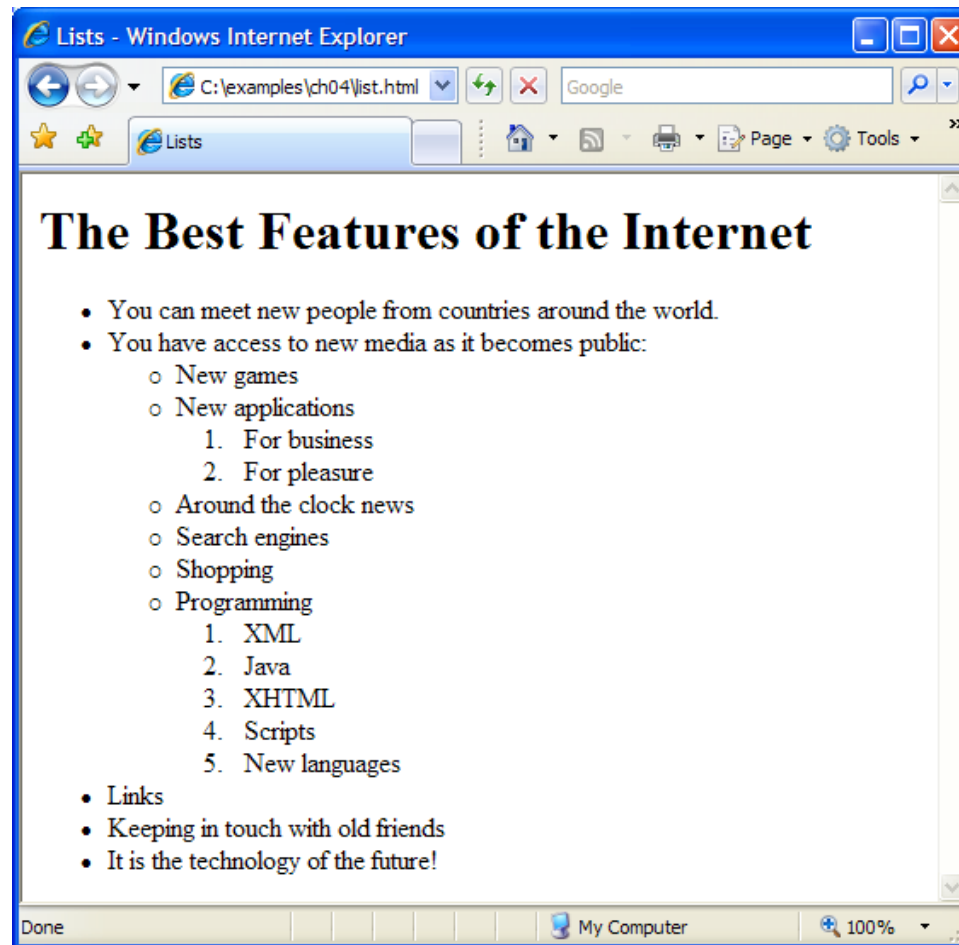 Lists - Windows Internet Explorer
C:\examples\ch04\list.html Google
Lists Page Tools »
The Best Features of the Internet
• You can meet new people from countries around the world.
• You have access to new media as it becomes public:
o New games
o New applications
1. For business
2. For pleasure
o Around the clock news
o Search engines
o Shopping
o Programming
1. XML
2. Java
3. XHTML
4. Scripts
5. New languages
• Links
• Keeping in touch with old friends
• It is the technology of the future!
Done My Computer 100%